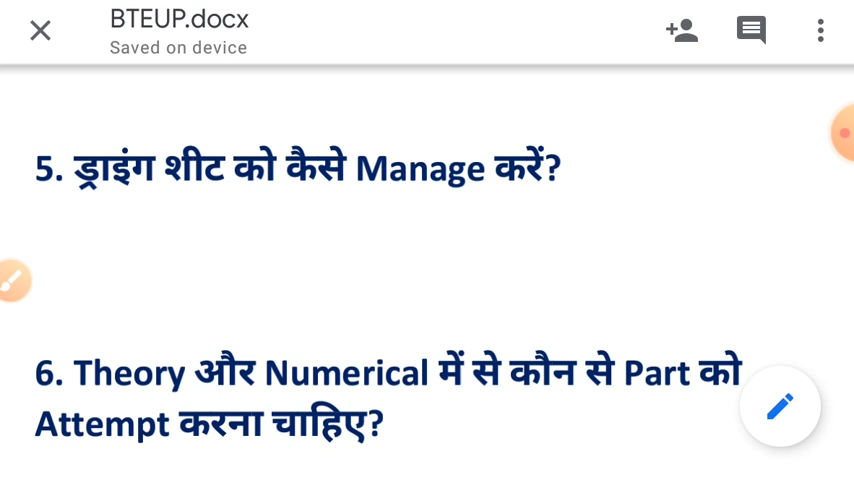 BTEUP.docx
Saved on device
5. ड्राइंग शीट को कैसे Manage करें?
6. Theory और Numerical में से कौन से Part को
Attempt करना चाहिए?